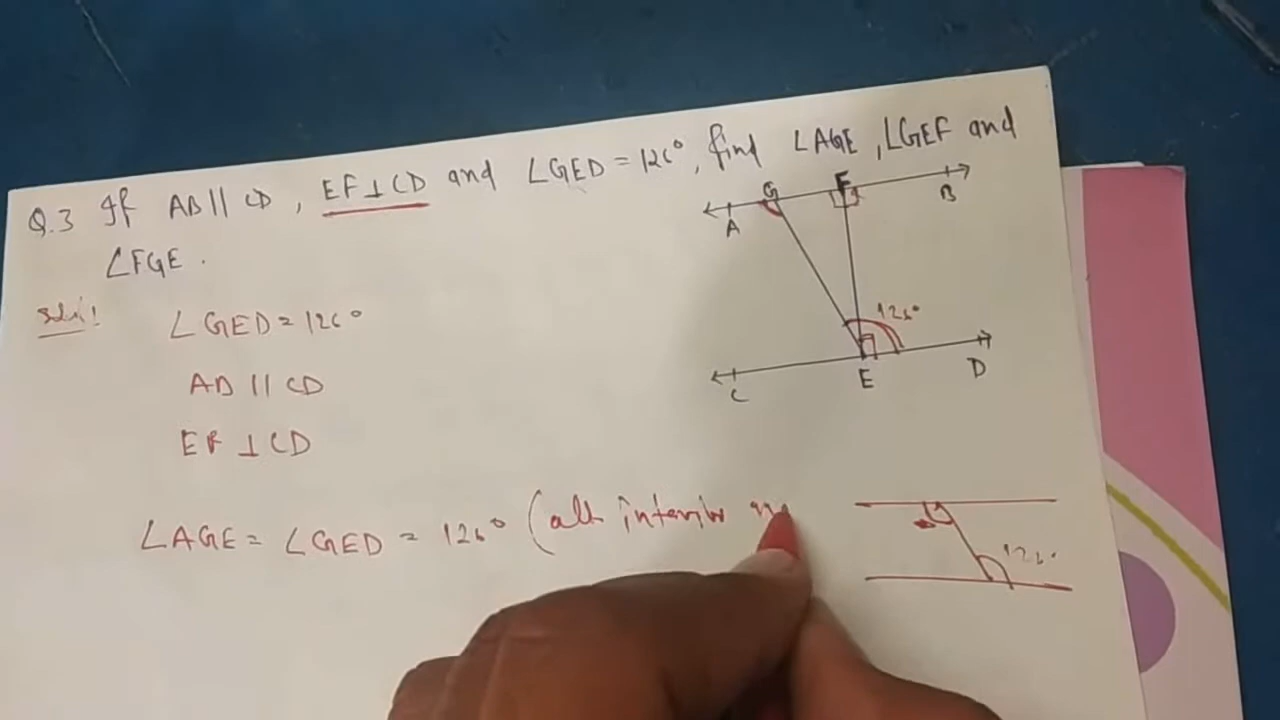 Q.3 If AB || CD, EF ⊥ CD and ∠GED = 126°, find ∠AGE, ∠GEF and
∠FGE.
G F B
A
Soln!
∠GED = 126°
126°
AB || CD
C E D
EF ⊥ CD
∠AGE = ∠GED = 126° (alt interior
126°